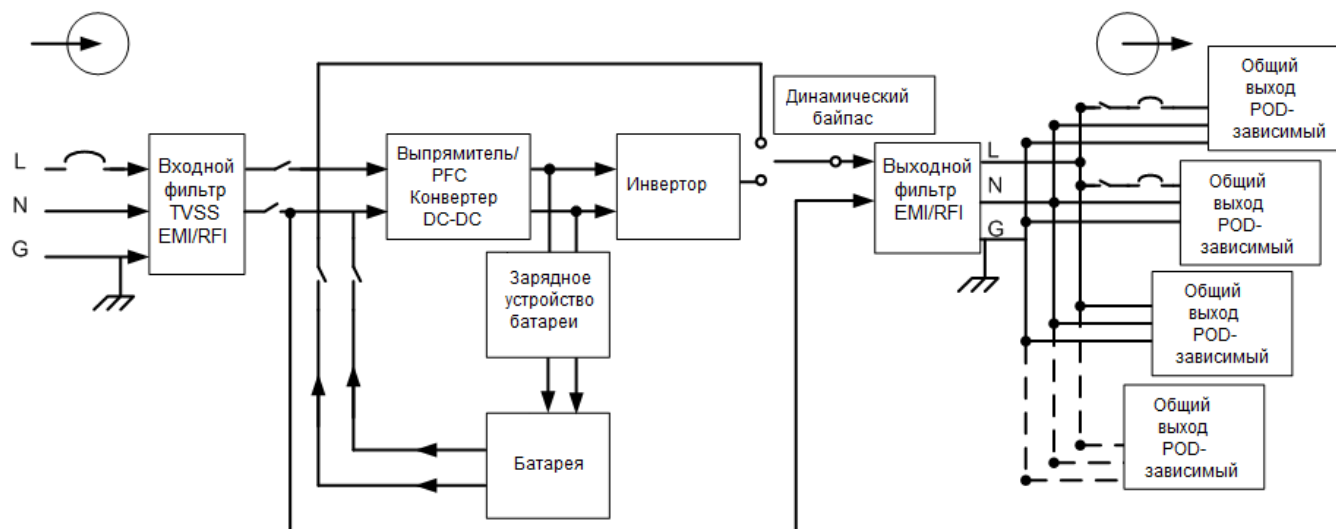 L
N
G
Входной
фильтр
TVSS
EMI/RFI
Выпрямитель/
PFC
Конвертер
DC-DC
Зарядное
устройство
батареи
Батарея
Инвертор
Динамический
байпас
Выходной
фильтр
EMI/RFI
L
N
G
Общий
выход
POD-
зависимый
Общий
выход
POD-
зависимый
Общий
выход
POD-
зависимый
Общий
выход
POD-
зависимый